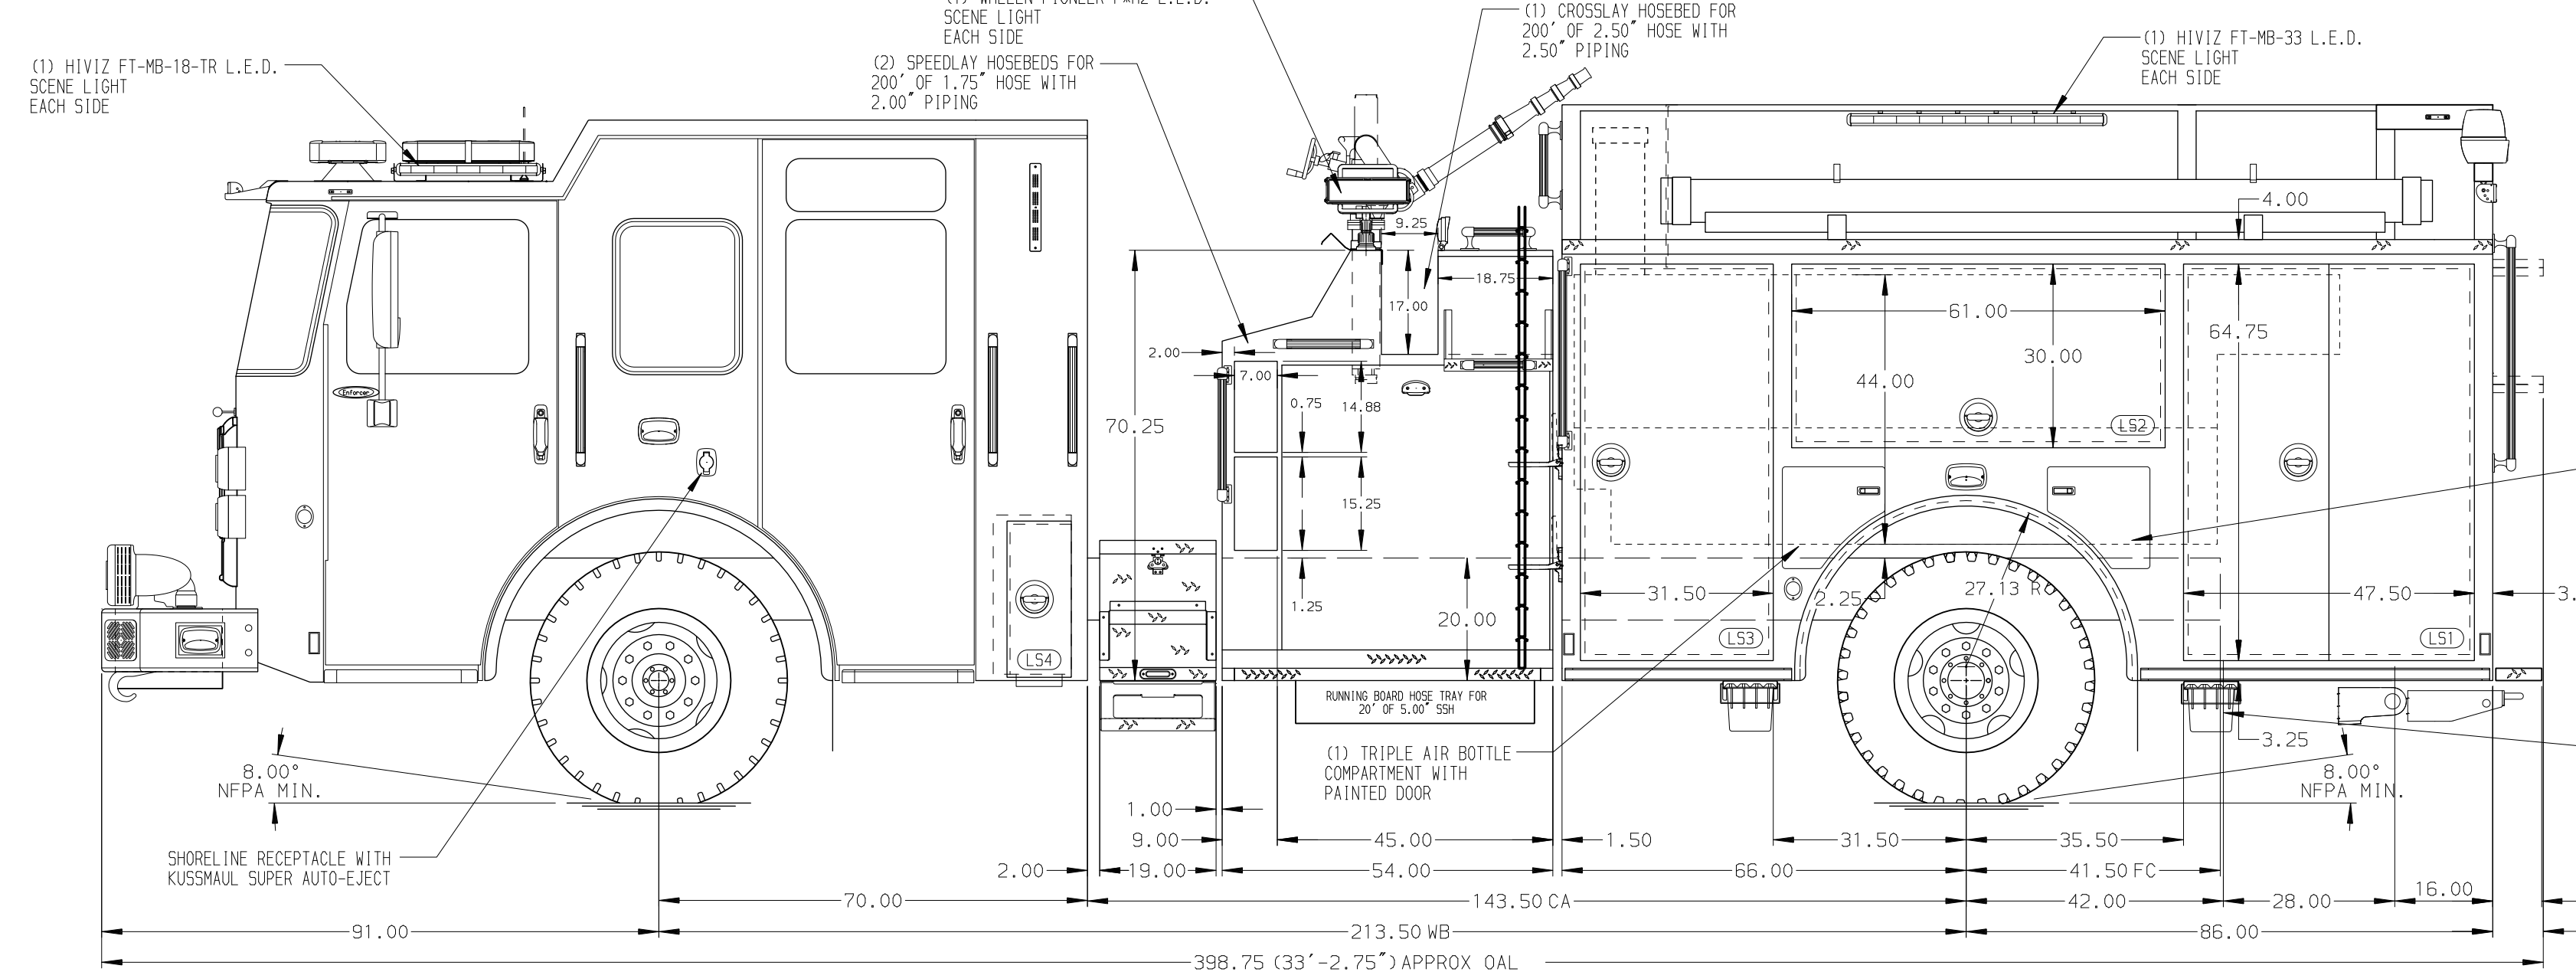 SCENE LIGHT
EACH SIDE
(1) CROSSLAY HOSEBED FOR
200' OF 2.50" HOSE WITH
2.50" PIPING
(1) HIVIZ FT-MB-33 L.E.D.
SCENE LIGHT
EACH SIDE
(1) HIVIZ FT-MB-18-TR L.E.D.
SCENE LIGHT
EACH SIDE
(2) SPEEDLAY HOSEBEDS FOR
200' OF 1.75" HOSE WITH
2.00" PIPING
4.00
9.25
18.75
17.00
61.00
64.75
2.00
30.00
7.00
44.00
Enforcer
0.75
14.88
70.25
LS2
15.25
31.50
27.13 R
2.25
47.50
3.
1.25
20.00
LS3
LS1
LS4
RUNNING BOARD HOSE TRAY FOR
20' OF 5.00" SSH
3.25
(1) TRIPLE AIR BOTTLE
COMPARTMENT WITH
PAINTED DOOR
8.00°
NFPA MIN.
8.00°
NFPA MIN.
1.00
9.00
45.00
1.50
31.50
35.50
SHORELINE RECEPTACLE WITH
KUSSMAUL SUPER AUTO-EJECT
2.00
19.00
54.00
66.00
41.50 FC
16.00
70.00
143.50 CA
42.00
28.00
91.00
213.50 WB
86.00
398.75 (33'-2.75") APPROX OAL